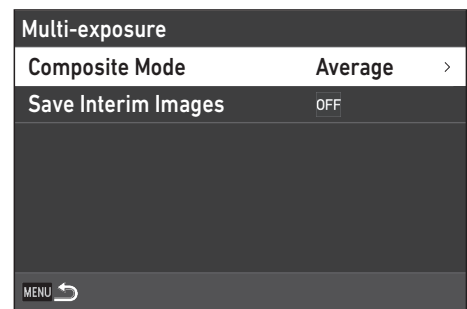 Multi-exposure
Composite Mode Average >
Save Interim Images OFF
MENU